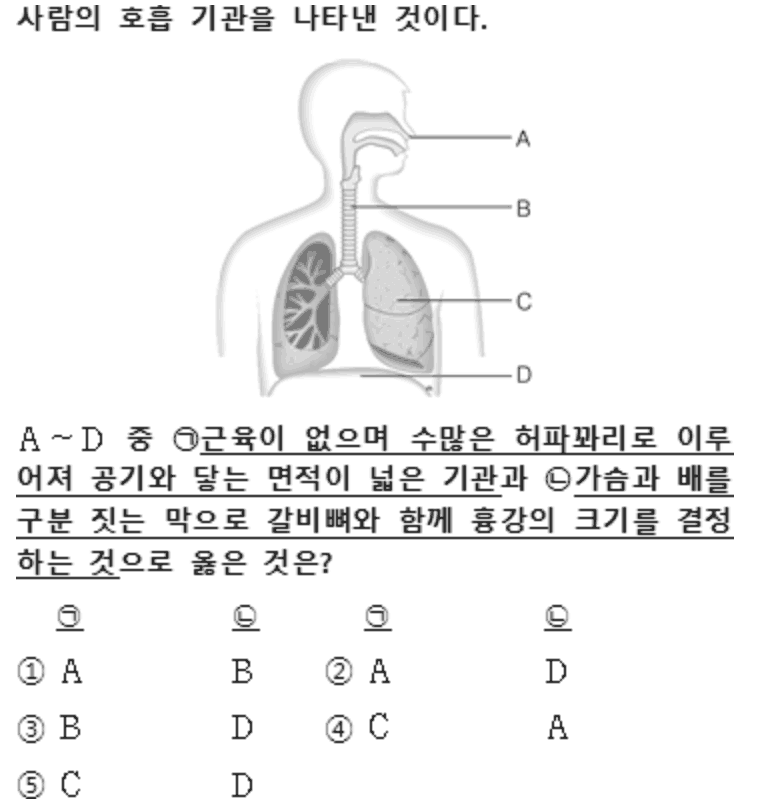 사람의 호흡 기관을 나타낸 것이다.
A
B
C
D
A ~ D 중 ㉠근육이 없으며 수많은 허파꽈리로 이루
어져 공기와 닿는 면적이 넓은 기관과 ㉡가슴과 배를
구분 짓는 막으로 갈비뼈와 함께 흉강의 크기를 결정
하는 것으로 옳은 것은?
㉠ ㉡ ㉠ ㉡
① A B ② A D
③ B D ④ C A
⑤ C D